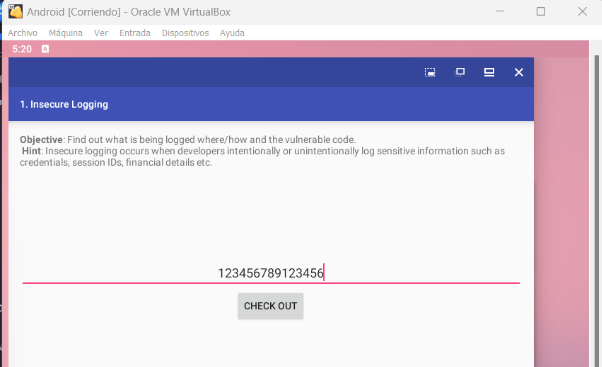 Android [Corriendo] - Oracle VM VirtualBox
Archivo Máquina Ver Entrada Dispositivos Ayuda
5:20 A
1. Insecure Logging
Objective: Find out what is being logged where/how and the vulnerable code.
Hint: Insecure logging occurs when developers intentionally or unintentionally log sensitive information such as
credentials, session IDs, financial details etc.
123456789123456
CHECK OUT